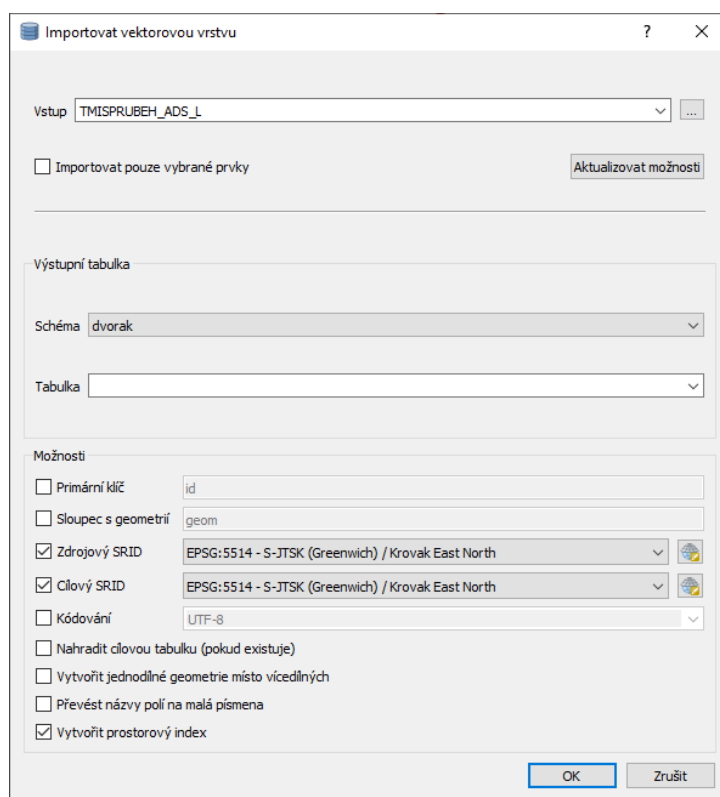 Importovat vektorovou vrstvu ? X
Vstup TMISPRUBEH_ADS_L ...
Importovat pouze vybrané prvky Aktualizovat možnosti
Výstupní tabulka
Schéma dvorak
Tabulka
Možnosti
Primární klíč id
Sloupec s geometrií geom
Zdrojový SRID EPSG:5514 - S-JTSK (Greenwich) / Krovak East North
Cílový SRID EPSG:5514 - S-JTSK (Greenwich) / Krovak East North
Kódování UTF-8
Nahradit cílovou tabulku (pokud existuje)
Vytvořit jednodílné geometrie místo vícedílných
Převést názvy polí na malá písmena
Vytvořit prostorový index
OK Zrušit